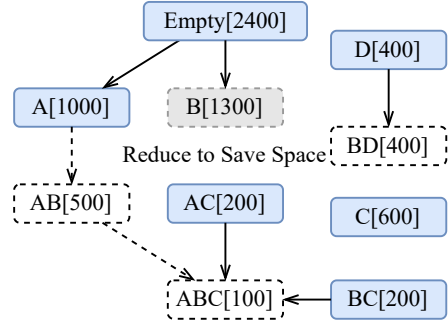 Empty[2400]
D[400]
A[1000]
B[1300]
BD[400]
Reduce to Save Space
AB[500]
AC[200]
C[600]
ABC[100]
BC[200]